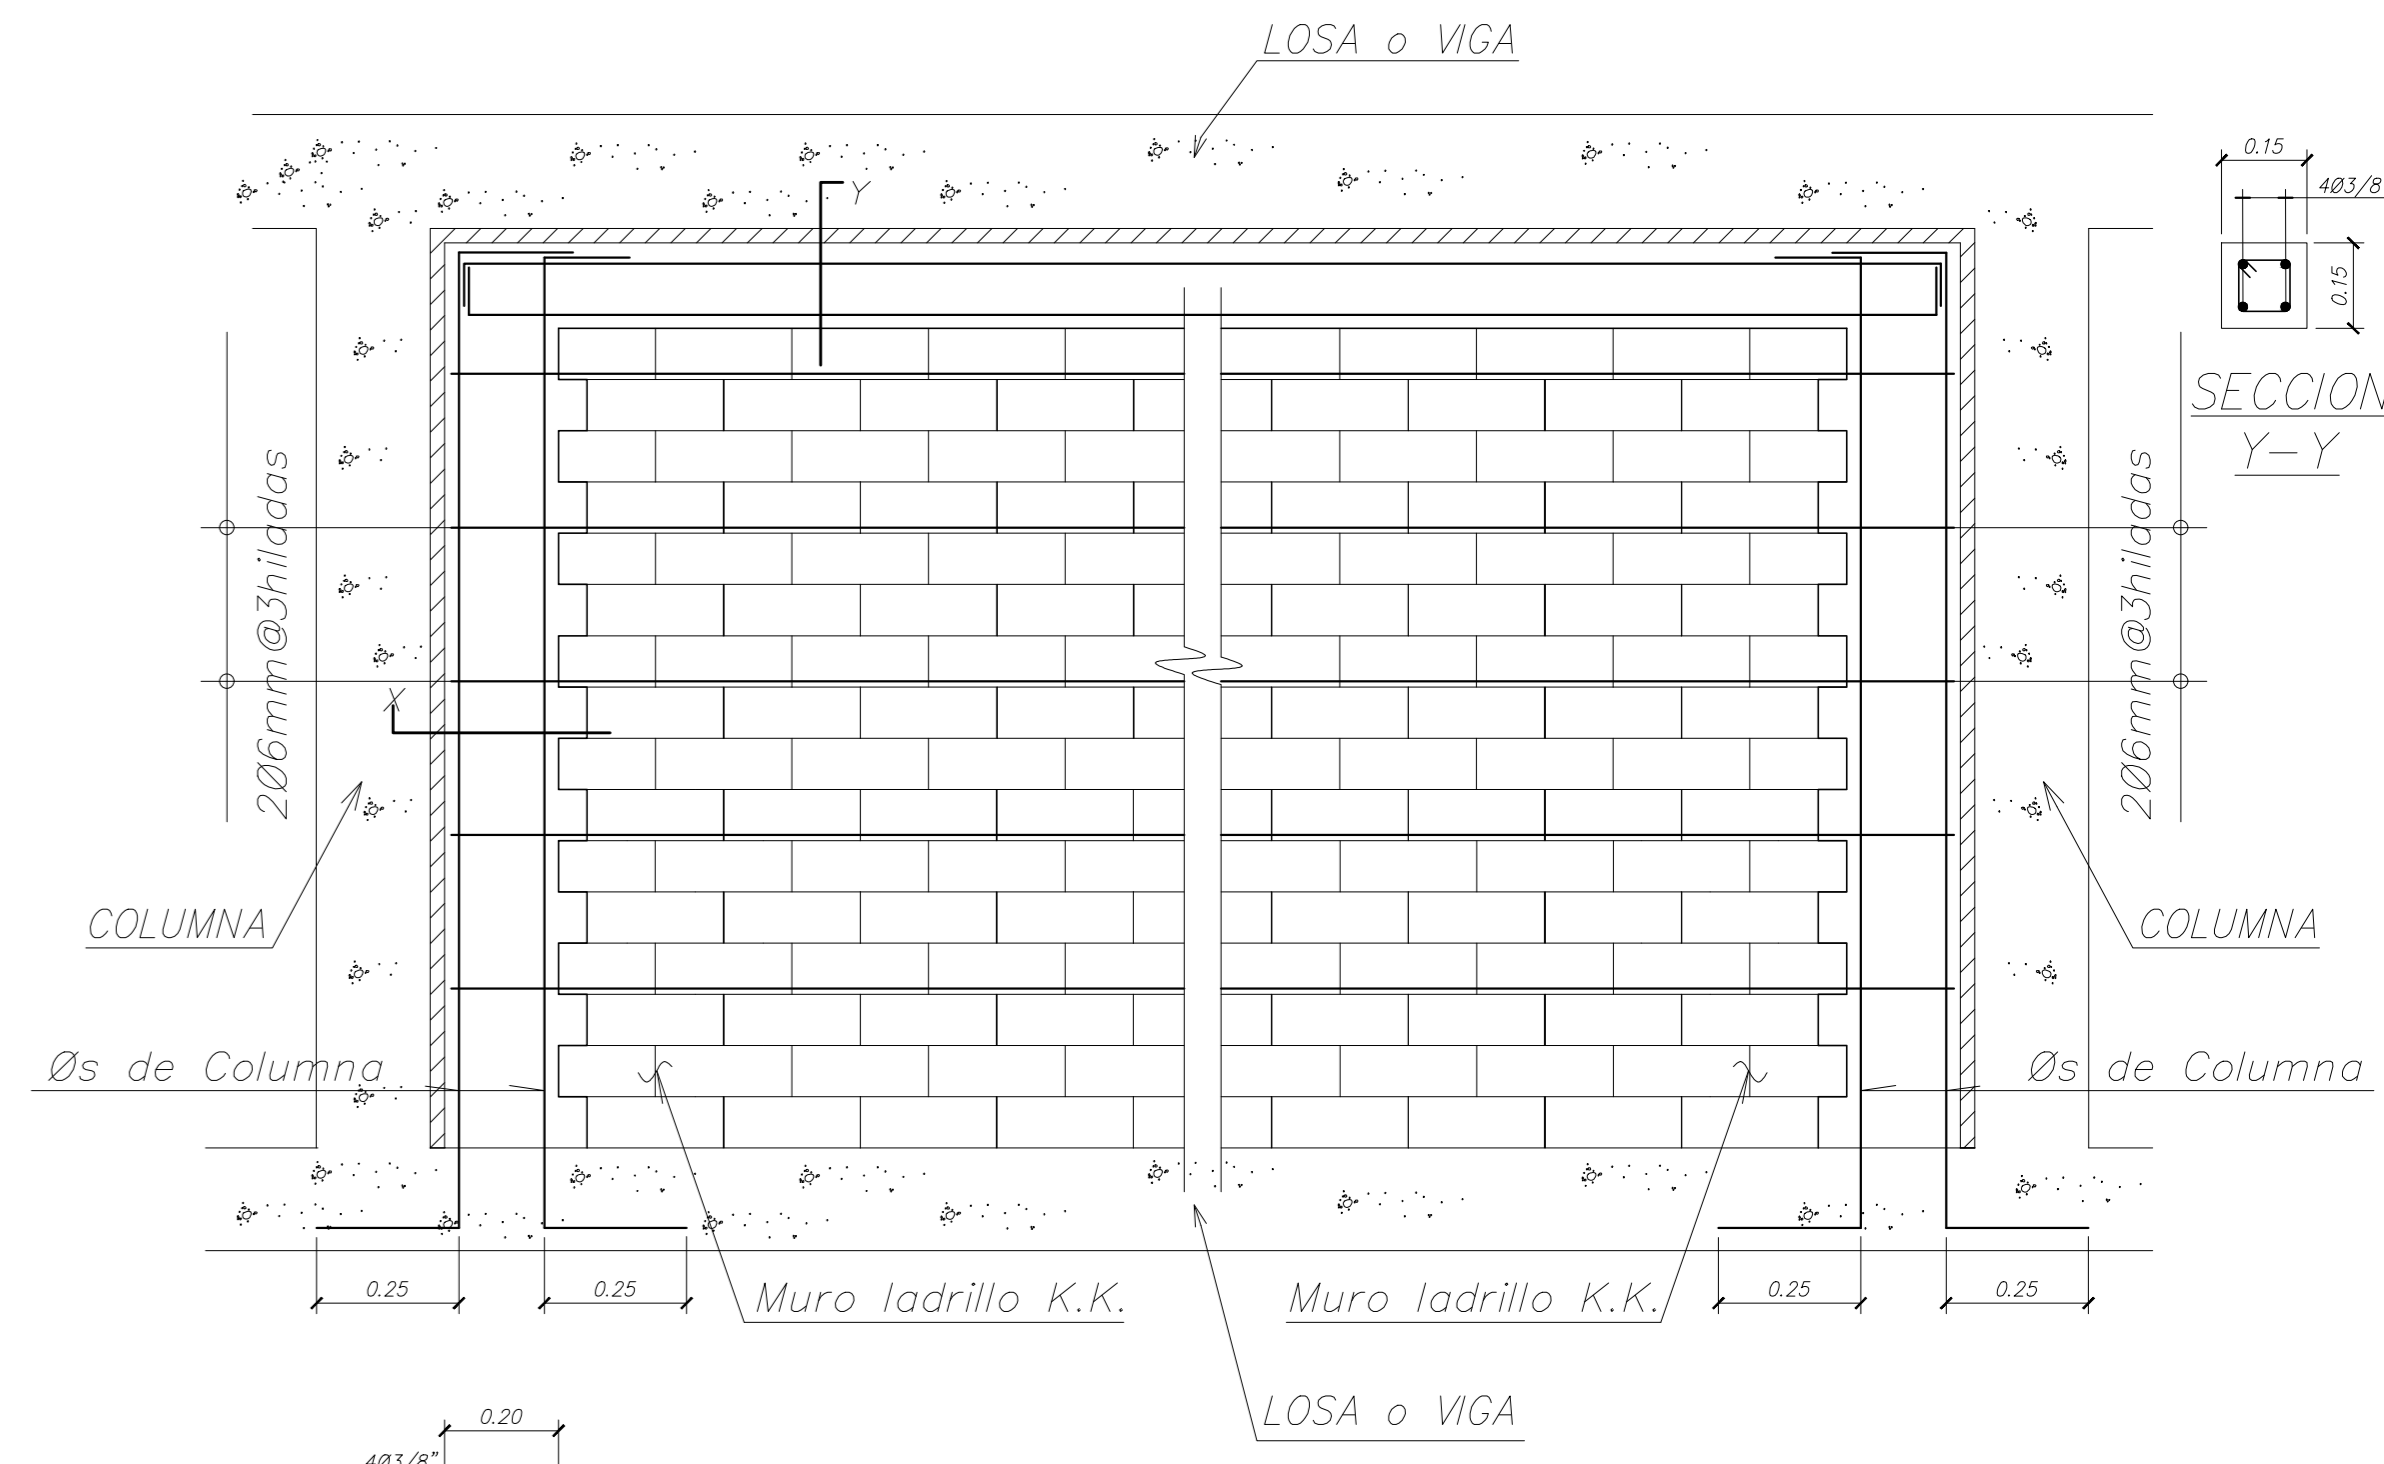 LOSA o VIGA
0.15
4Ø3/8
Y
0.15
SECCION
Y-Y
2Ø6mm@3hiladas
2Ø6mm@3hiladas
X
COLUMNA
COLUMNA
Øs de Columna
Øs de Columna
0.25
0.25
0.25
0.25
Muro ladrillo K.K.
Muro ladrillo K.K.
LOSA o VIGA
0.20
4Ø3/8"